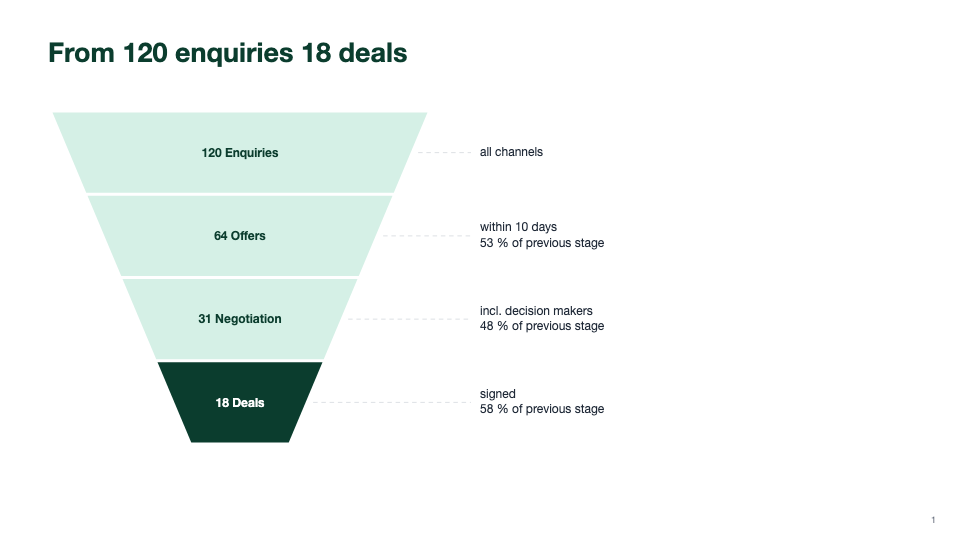 From 120 enquiries 18 deals
120 Enquiries
all channels
64 Offers
within 10 days
53 % of previous stage
31 Negotiation
incl. decision makers
48 % of previous stage
18 Deals
signed
58 % of previous stage
1